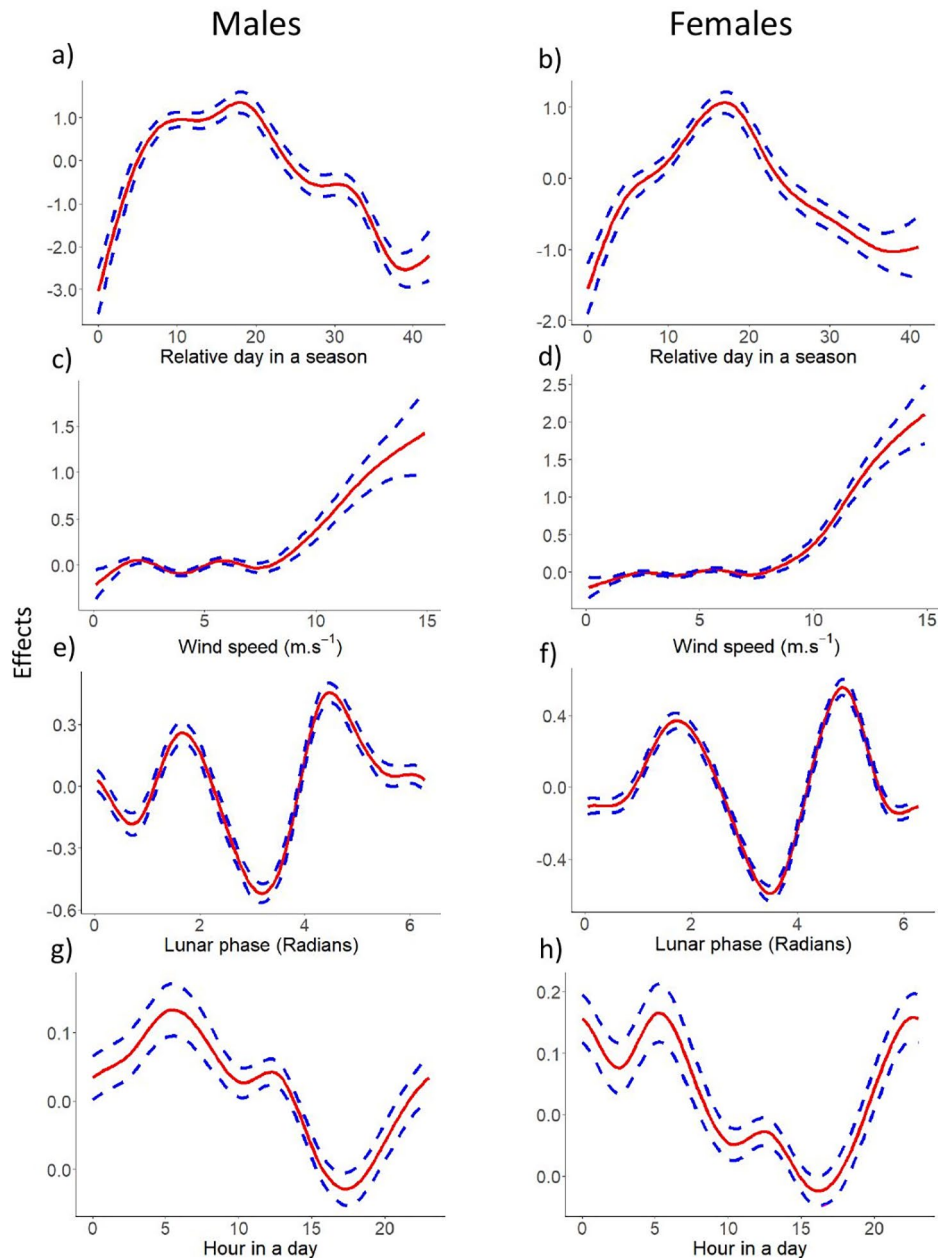 Males Females
a) b)
1.0
0.0
-1.0
-2.0
-3.0
0 10 20 30 40
Relative day in a season
1.0
0.0
-1.0
-2.0
0 10 20 30 40
Relative day in a season
c) d)
1.5
1.0
0.5
0.0
0 5 10 15
Wind speed (m.s⁻¹)
2.5
2.0
1.5
1.0
0.5
0.0
0 5 10 15
Wind speed (m.s⁻¹)
Effects
e) f)
0.3
0.0
-0.3
-0.6
0 2 4 6
Lunar phase (Radians)
0.4
0.0
-0.4
0 2 4 6
Lunar phase (Radians)
g) h)
0.1
0.0
0.0
0 5 10 15 20
Hour in a day
0.2
0.1
0.0
0.0
0 5 10 15 20
Hour in a day